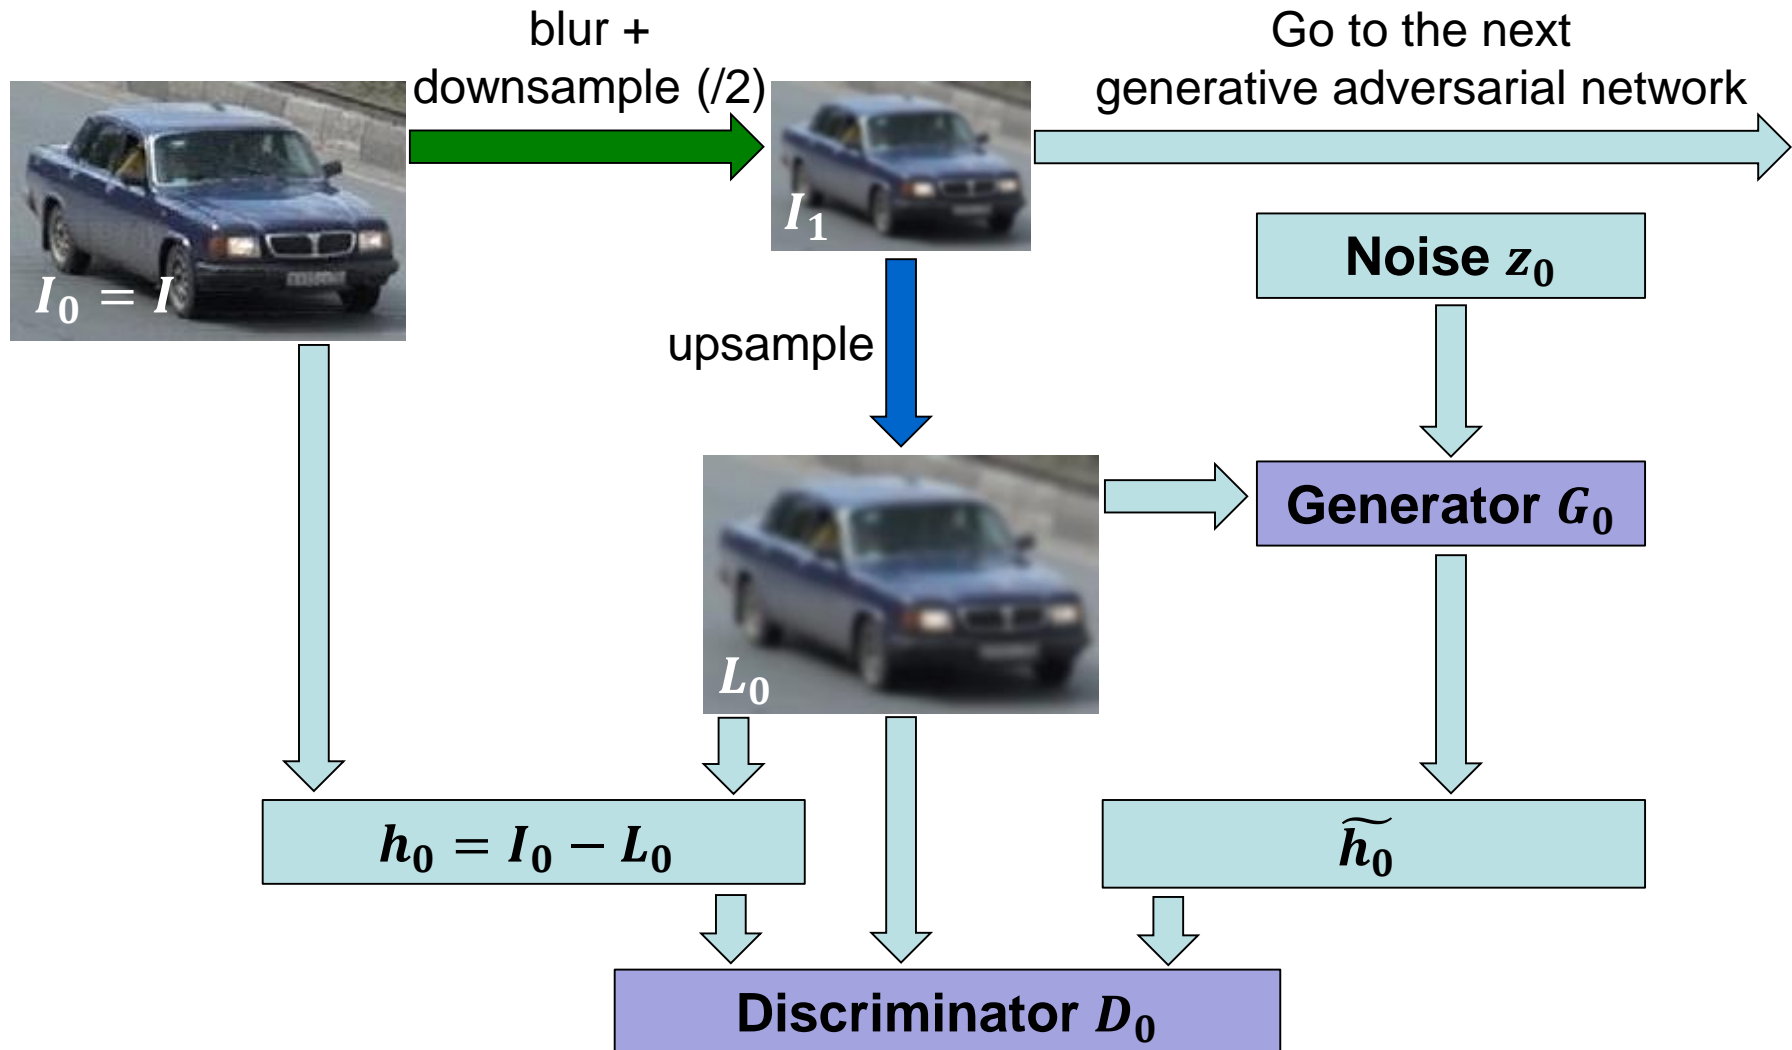 blur +
downsample (/2)
Go to the next
generative adversarial network
I₀ = I
I₁
Noise z₀
upsample
Generator G₀
L₀
h₀ = I₀ − L₀
h̃₀
Discriminator D₀